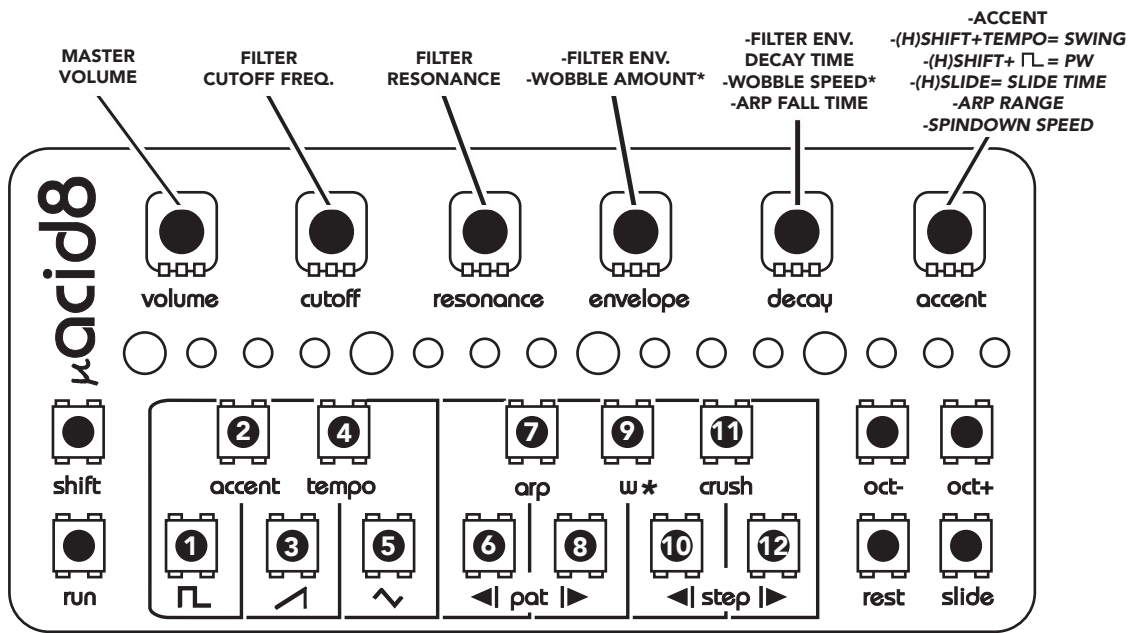 MASTER
VOLUME
FILTER
CUTOFF FREQ.
FILTER
RESONANCE
-FILTER ENV.
-WOBBLE AMOUNT*
-FILTER ENV.
DECAY TIME
-WOBBLE SPEED*
-ARP FALL TIME
-ACCENT
-(H)SHIFT+TEMPO= SWING
-(H)SHIFT+ = PW
-(H)SLIDE= SLIDE TIME
-ARP RANGE
-SPINDOWN SPEED
μacid8
volume cutoff resonance envelope decay accent
2 4 7 9 11
shift accent tempo arp w* crush oct- oct+
1 3 5 6 8 10 12
run pat step rest slide